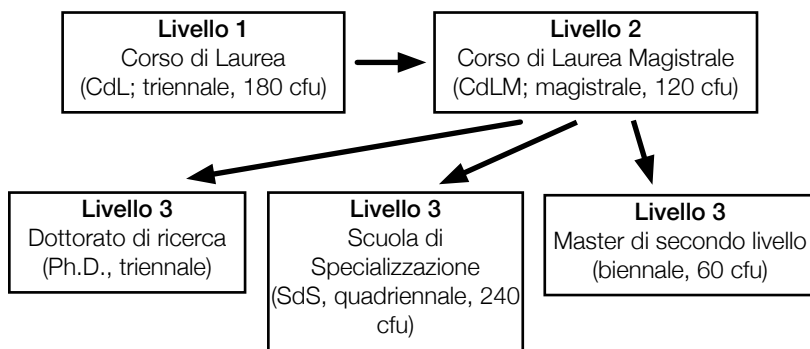 Livello 1
Corso di Laurea
(CdL; triennale, 180 cfu)
Livello 2
Corso di Laurea Magistrale
(CdLM; magistrale, 120 cfu)
Livello 3
Dottorato di ricerca
(Ph.D., triennale)
Livello 3
Scuola di
Specializzazione
(SdS, quadriennale, 240
cfu)
Livello 3
Master di secondo livello
(biennale, 60 cfu)